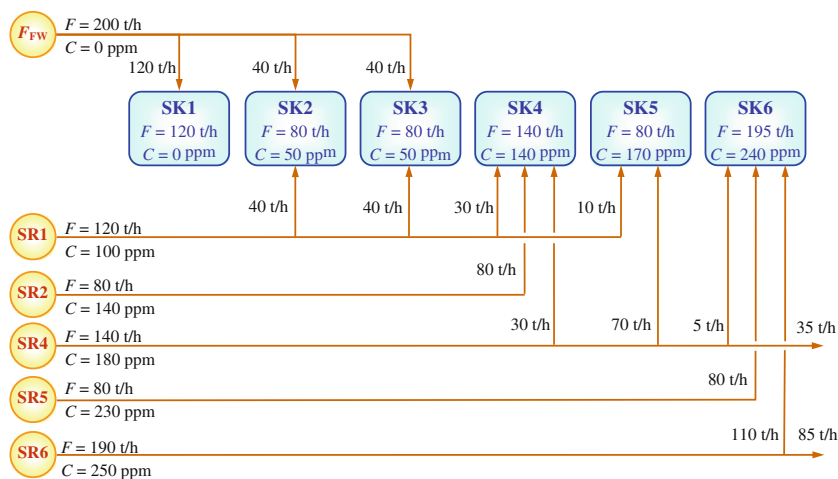 F_FW
F = 200 t/h
C = 0 ppm
120 t/h
40 t/h
40 t/h
SK1
F = 120 t/h
C = 0 ppm
SK2
F = 80 t/h
C = 50 ppm
SK3
F = 80 t/h
C = 50 ppm
SK4
F = 140 t/h
C = 140 ppm
SK5
F = 80 t/h
C = 170 ppm
SK6
F = 195 t/h
C = 240 ppm
40 t/h
40 t/h
30 t/h
10 t/h
SR1
F = 120 t/h
C = 100 ppm
80 t/h
SR2
F = 80 t/h
C = 140 ppm
30 t/h
70 t/h
5 t/h
35 t/h
SR4
F = 140 t/h
C = 180 ppm
80 t/h
SR5
F = 80 t/h
C = 230 ppm
110 t/h
85 t/h
SR6
F = 190 t/h
C = 250 ppm